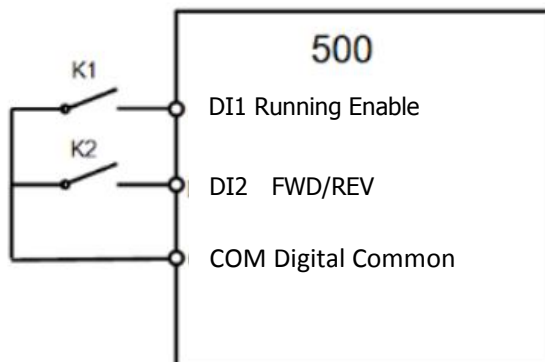 500
K1
DI1 Running Enable
K2
DI2 FWD/REV
COM Digital Common